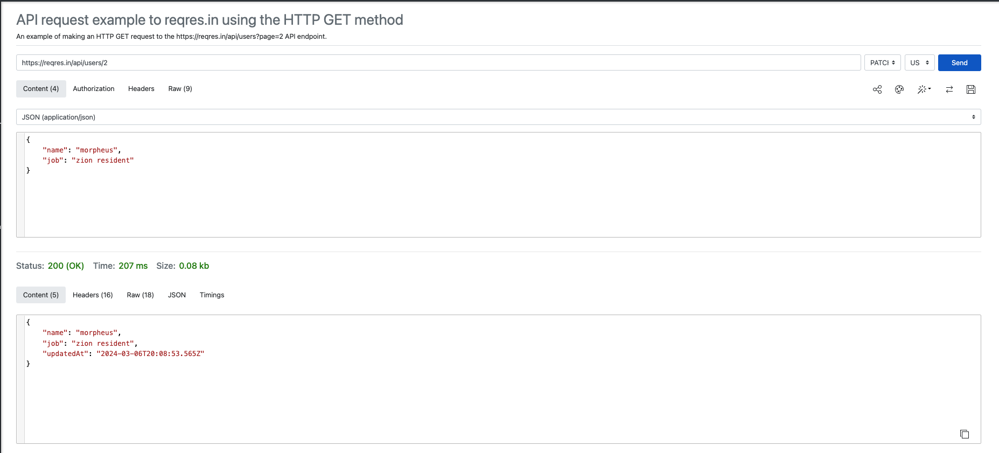 API request example to reqres.in using the HTTP GET method
An example of making an HTTP GET request to the https://reqres.in/api/users?page=2 API endpoint.
https://reqres.in/api/users/2 PATCH US Send
Content (4) Authorization Headers Raw (9)
JSON (application/json)
{
    "name": "morpheus",
    "job": "zion resident"
}
Status: 200 (OK) Time: 207 ms Size: 0.08 kb
Content (5) Headers (16) Raw (18) JSON Timings
{
    "name": "morpheus",
    "job": "zion resident",
    "updatedAt": "2024-03-06T20:08:53.565Z"
}